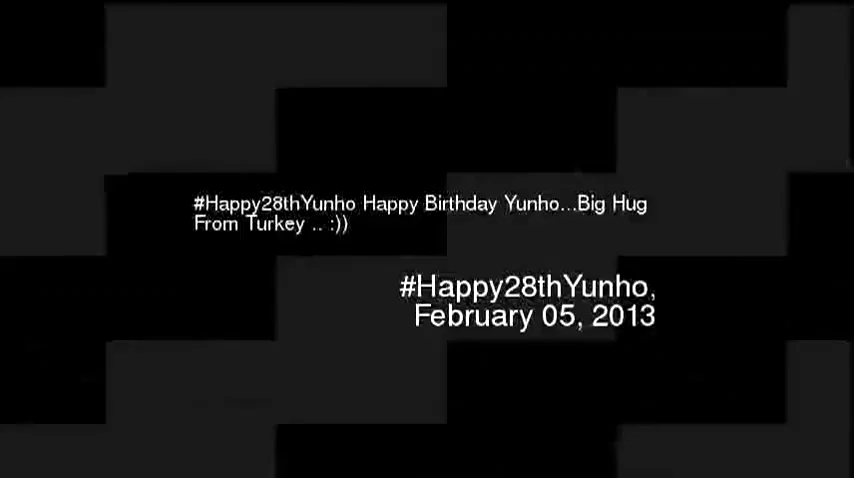 #Happy28thYunho Happy Birthday Yunho...Big Hug
From Turkey .. :))
#Happy28thYunho,
February 05, 2013